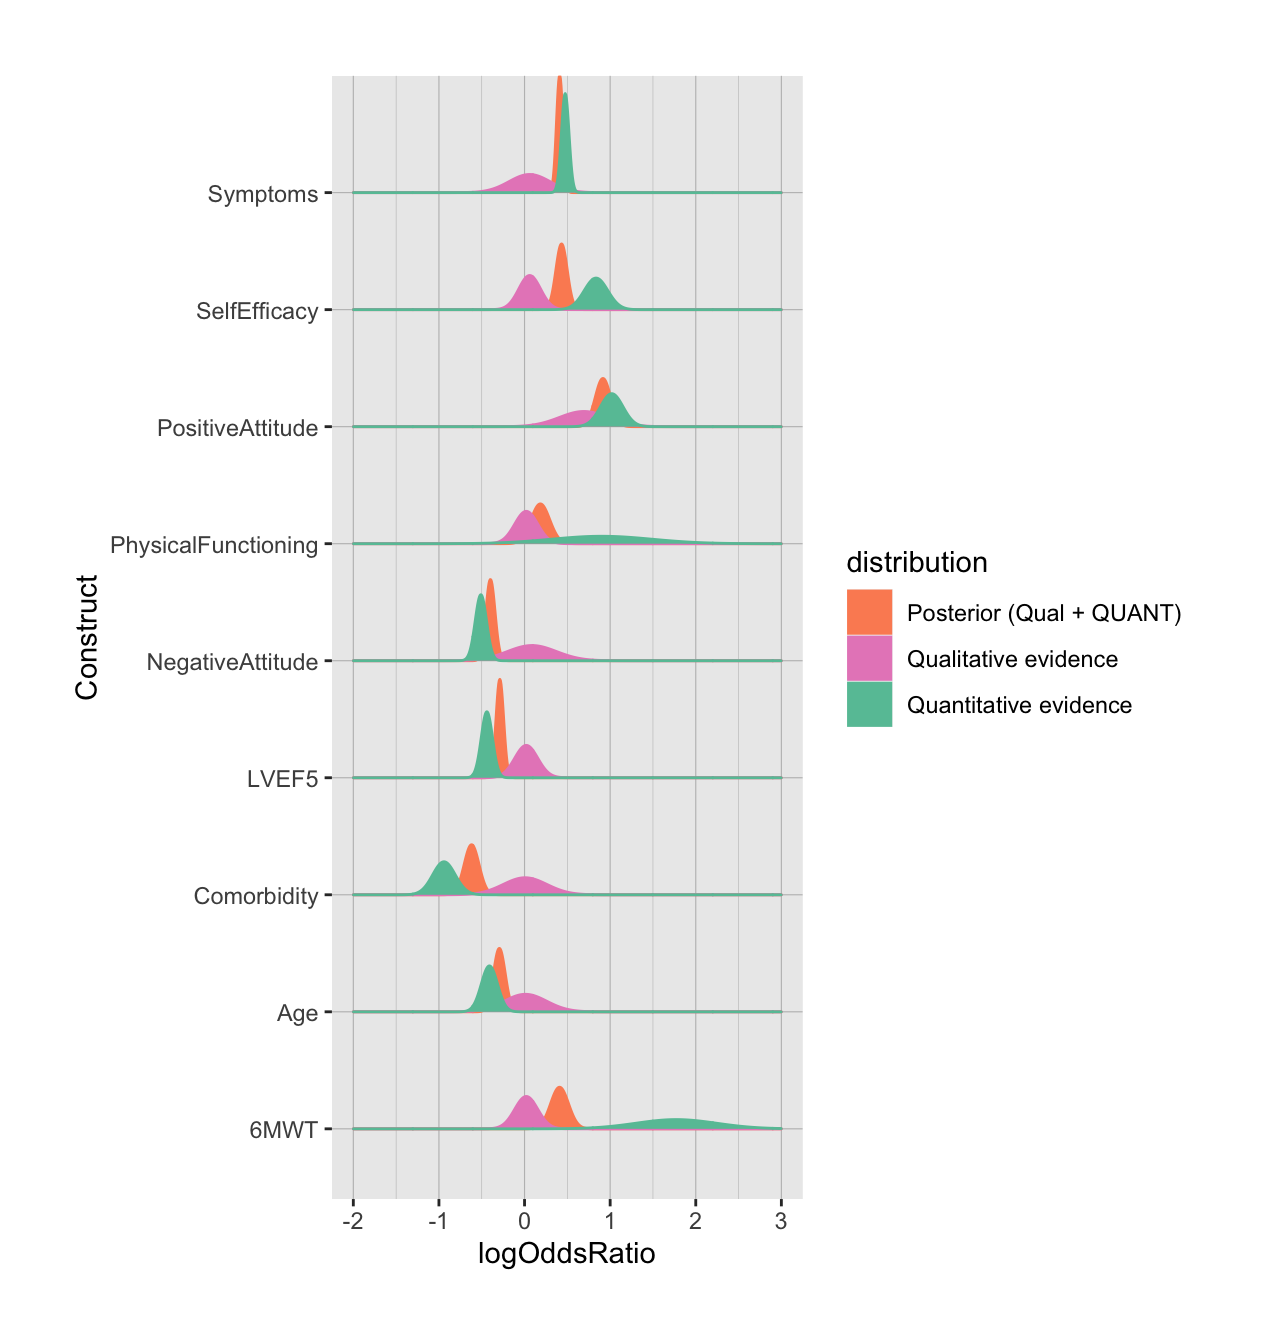 Symptoms
SelfEfficacy
PositiveAttitude
PhysicalFunctioning
NegativeAttitude
LVEF5
Comorbidity
Age
6MWT
Construct
-2 -1 0 1 2 3
logOddsRatio
distribution
Posterior (Qual + QUANT)
Qualitative evidence
Quantitative evidence